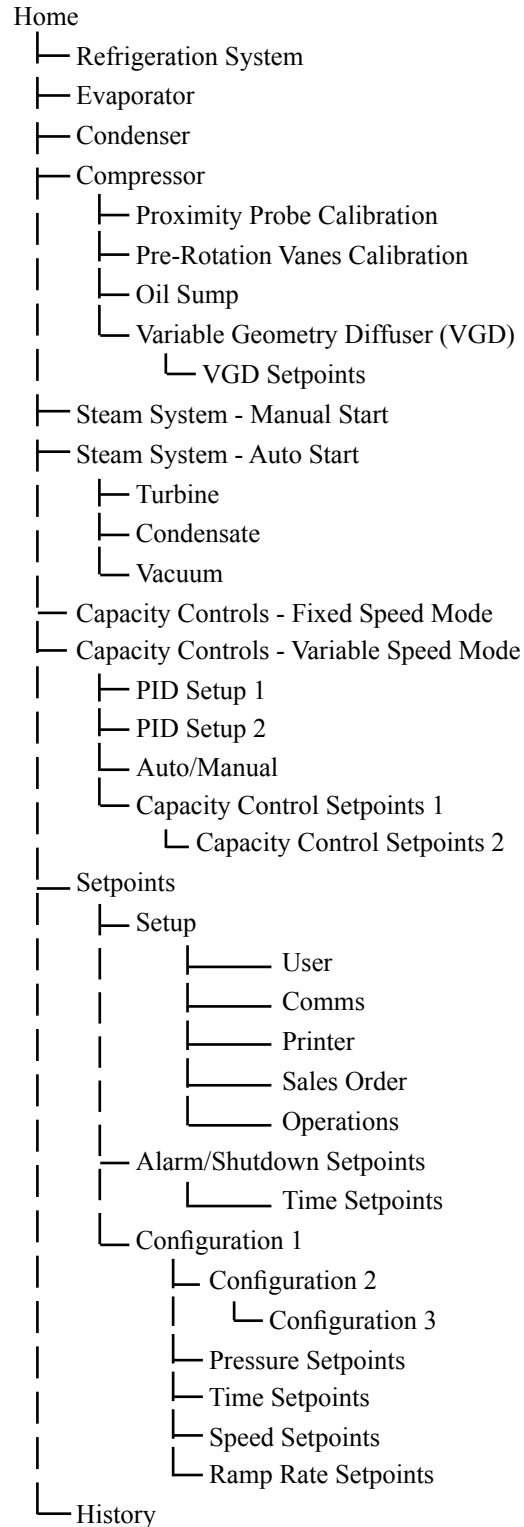 Home
Refrigeration System
Evaporator
Condenser
Compressor
Proximity Probe Calibration
Pre-Rotation Vanes Calibration
Oil Sump
Variable Geometry Diffuser (VGD)
VGD Setpoints
Steam System - Manual Start
Steam System - Auto Start
Turbine
Condensate
Vacuum
Capacity Controls - Fixed Speed Mode
Capacity Controls - Variable Speed Mode
PID Setup 1
PID Setup 2
Auto/Manual
Capacity Control Setpoints 1
Capacity Control Setpoints 2
Setpoints
Setup
User
Comms
Printer
Sales Order
Operations
Alarm/Shutdown Setpoints
Time Setpoints
Configuration 1
Configuration 2
Configuration 3
Pressure Setpoints
Time Setpoints
Speed Setpoints
Ramp Rate Setpoints
History